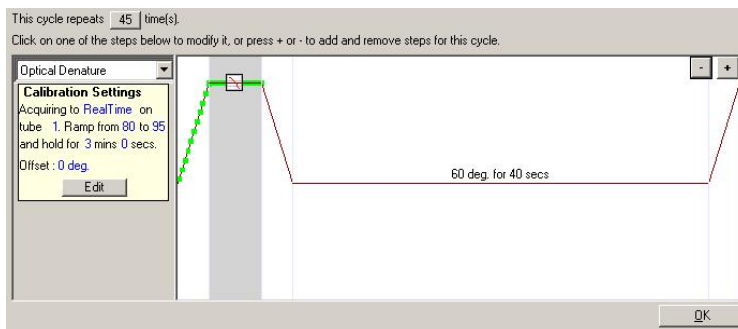 This cycle repeats 45 time(s).
Click on one of the steps below to modify it, or press + or - to add and remove steps for this cycle.
Optical Denature
- +
Calibration Settings
Acquiring to RealTime on
tube 1. Ramp from 80 to 95
and hold for 3 mins 0 secs.
Offset : 0 deg.
Edit
60 deg. for 40 secs
OK